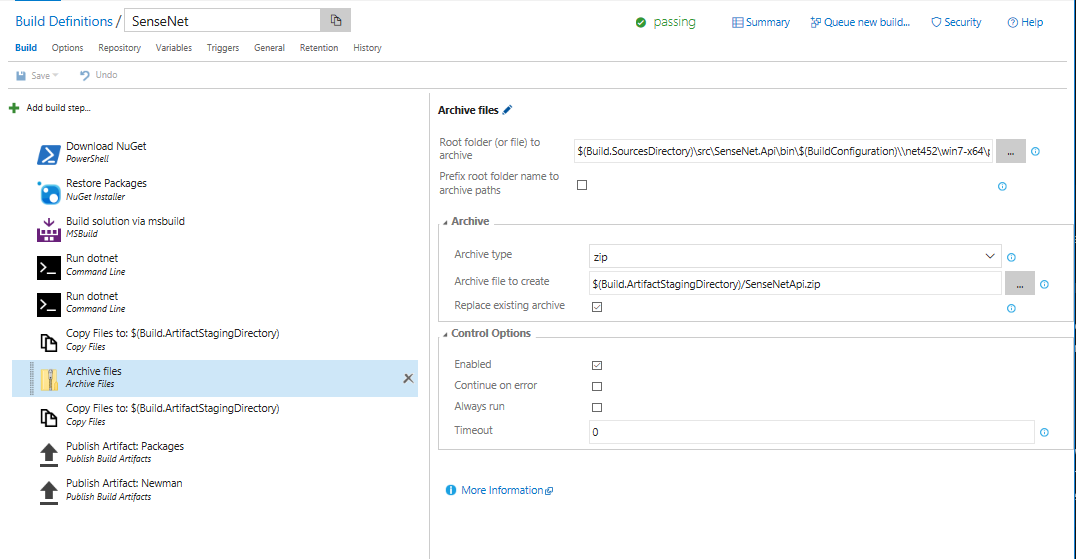 Build Definitions / SenseNet
passing
Summary
Queue new build...
Security
Help
Build Options Repository Variables Triggers General Retention History
Save Undo
Add build step...
Download NuGet
PowerShell
Restore Packages
NuGet Installer
Build solution via msbuild
MSBuild
Run dotnet
Command Line
Run dotnet
Command Line
Copy Files to: $(Build.ArtifactStagingDirectory)
Copy Files
Archive files
Archive Files
Copy Files to: $(Build.ArtifactStagingDirectory)
Copy Files
Publish Artifact: Packages
Publish Build Artifacts
Publish Artifact: Newman
Publish Build Artifacts
Archive files
Root folder (or file) to
archive
$(Build.SourcesDirectory)\src\SenseNet.Api\bin\$(BuildConfiguration)\\net452\win7-x64\p
...
Prefix root folder name to
archive paths
Archive
Archive type
zip
Archive file to create
$(Build.ArtifactStagingDirectory)/SenseNetApi.zip
...
Replace existing archive
Control Options
Enabled
Continue on error
Always run
Timeout
0
More Information